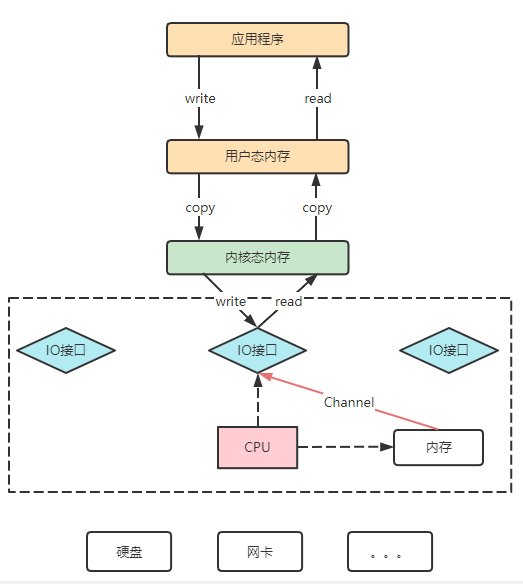 应用程序
write
read
用户态内存
copy
copy
内核态内存
write
read
IO接口
IO接口
IO接口
Channel
CPU
内存
硬盘
网卡
。。。